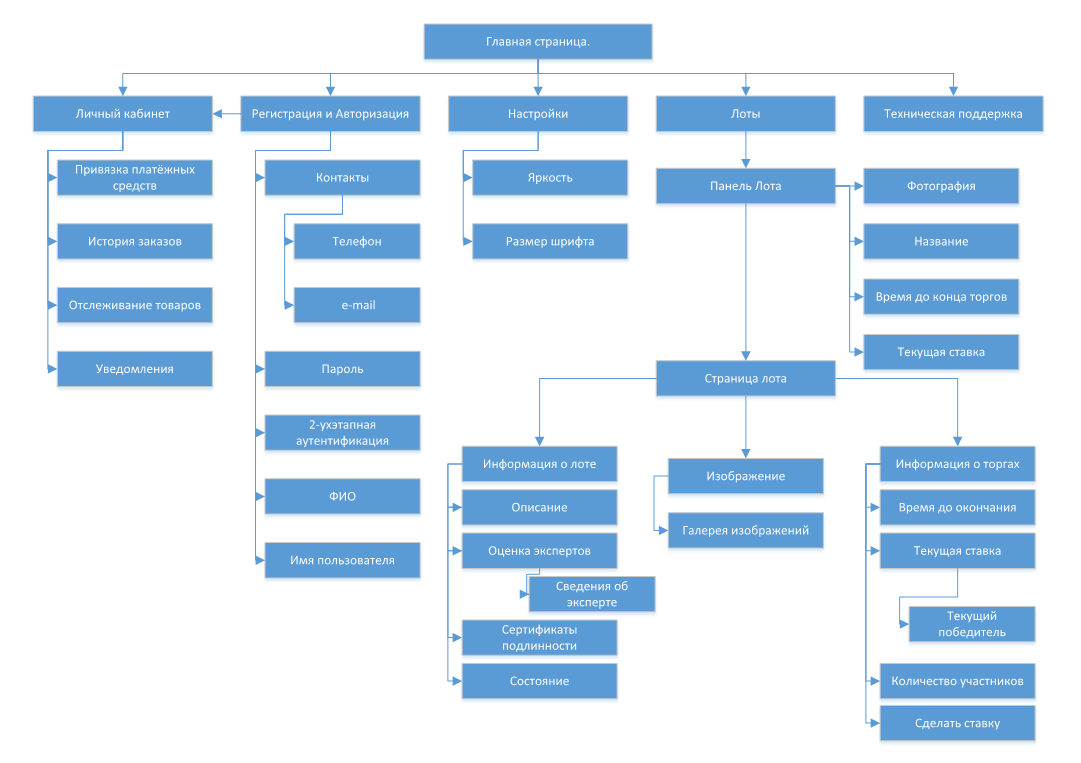 Главная страница.
Личный кабинет
Регистрация и Авторизация
Настройки
Лоты
Техническая поддержка
Привязка платёжных
средств
История заказов
Отслеживание товаров
Уведомления
Контакты
Телефон
e-mail
Пароль
2-ухэтапная
аутентификация
ФИО
Имя пользователя
Яркость
Размер шрифта
Панель Лота
Фотография
Название
Время до конца торгов
Текущая ставка
Страница лота
Информация о лоте
Описание
Оценка экспертов
Сведения об
эксперте
Сертификаты
подлинности
Состояние
Изображение
Галерея изображений
Информация о торгах
Время до окончания
Текущая ставка
Текущий
победитель
Количество участников
Сделать ставку